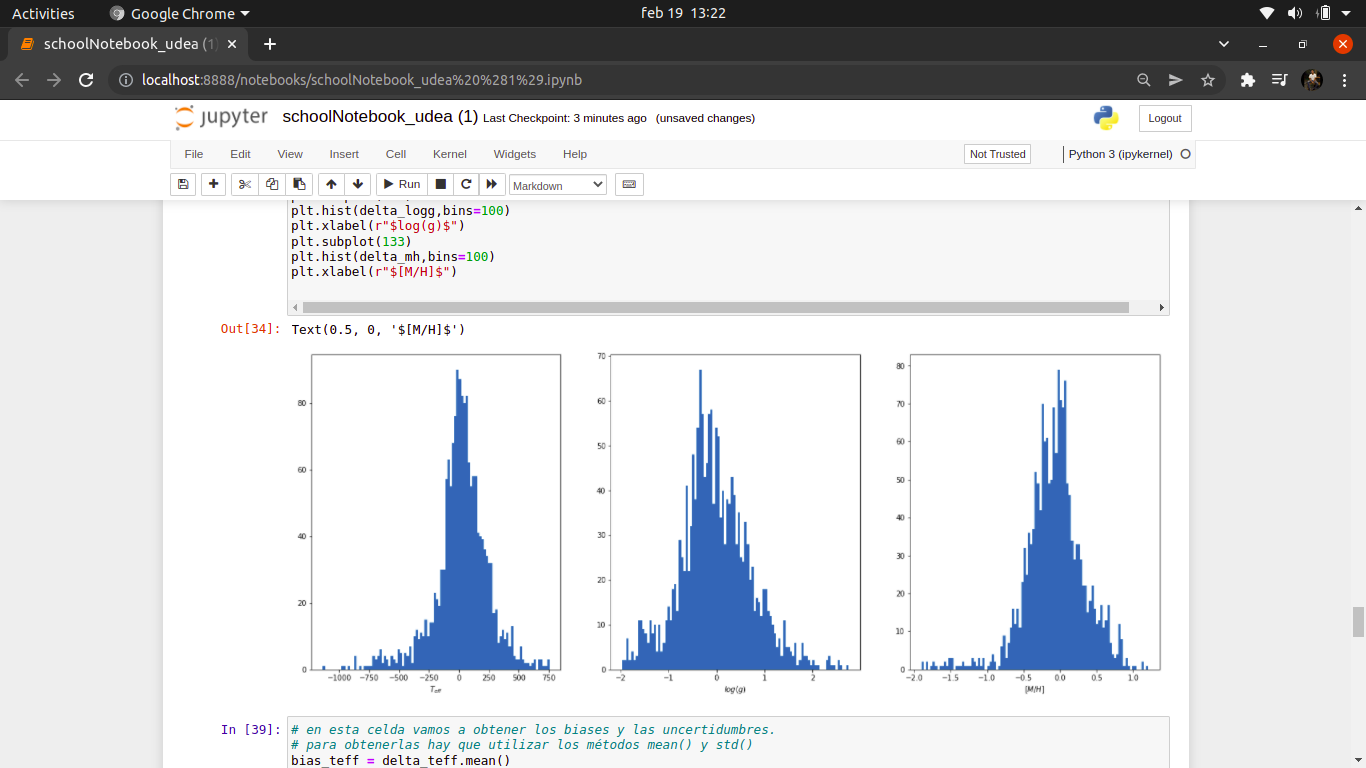 Activities Google Chrome feb 19 13:22
schoolNotebook_udea (1)
localhost:8888/notebooks/schoolNotebook_udea%20%281%29.ipynb
jupyter schoolNotebook_udea (1) Last Checkpoint: 3 minutes ago (unsaved changes) Logout
File Edit View Insert Cell Kernel Widgets Help Not Trusted Python 3 (ipykernel)
Run Markdown
plt.hist(delta_logg,bins=100)
plt.xlabel(r"$log(g)$")
plt.subplot(133)
plt.hist(delta_mh,bins=100)
plt.xlabel(r"$[M/H]$")
Out[34]: Text(0.5, 0, '$[M/H]$')
80
60
40
20
0
−1000 −750 −500 −250 0 250 500 750
Teff
70
60
50
40
30
20
10
0
−2 −1 0 1 2
log(g)
80
70
60
50
40
30
20
10
0
−2.0 −1.5 −1.0 −0.5 0.0 0.5 1.0
[M/H]
In [39]: # en esta celda vamos a obtener los biases y las uncertidumbres.
# para obtenerlas hay que utilizar los métodos mean() y std()
bias_teff = delta_teff.mean()